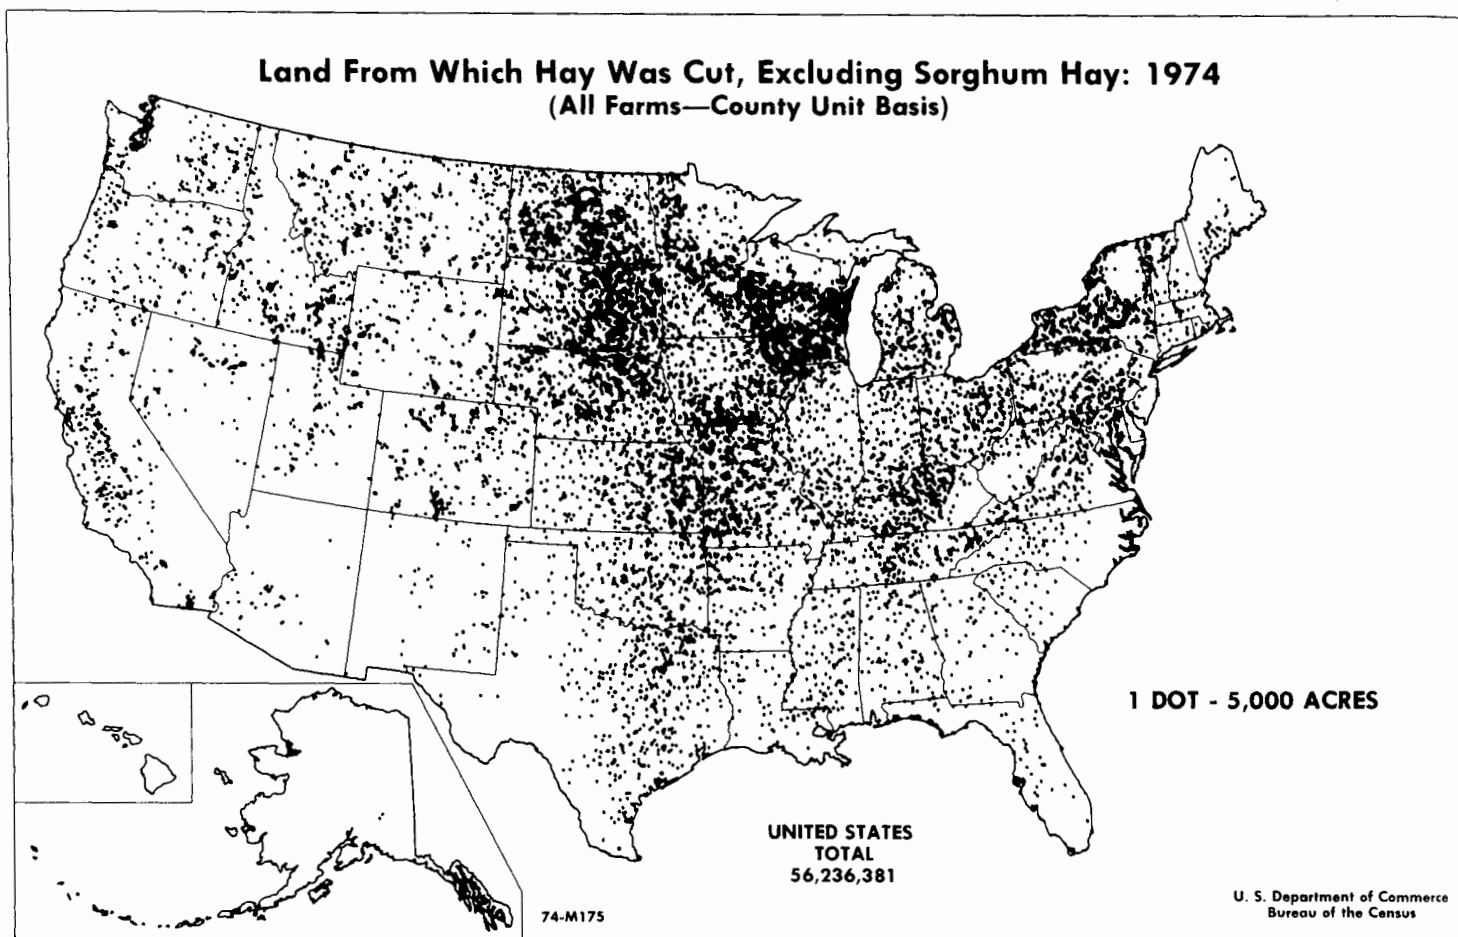 Land From Which Hay Was Cut, Excluding Sorghum Hay: 1974
(All Farms—County Unit Basis)
1 DOT - 5,000 ACRES
UNITED STATES
TOTAL
56,236,381
74-M175
U. S. Department of Commerce
Bureau of the Census